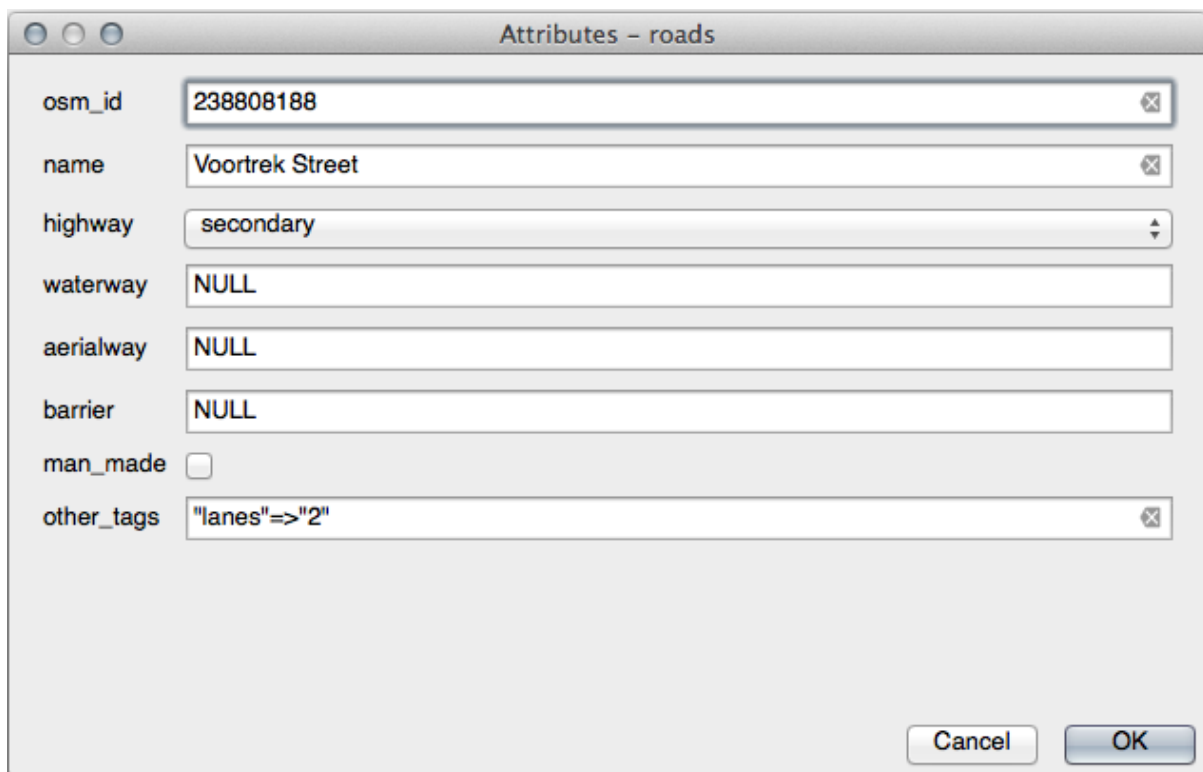 Attributes – roads
osm_id 238808188
name Voortrek Street
highway secondary
waterway NULL
aerialway NULL
barrier NULL
man_made
other_tags "lanes"=>"2"
Cancel OK